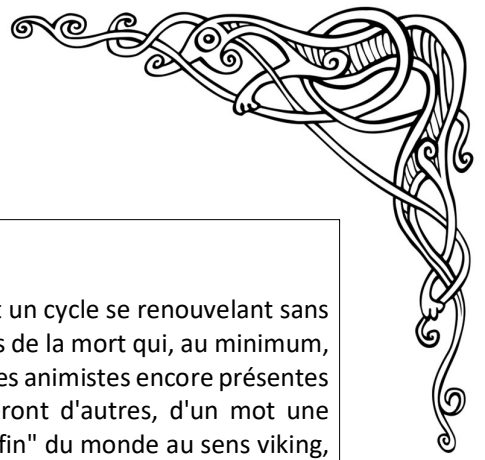 t un cycle se renouvelant sans
s de la mort qui, au minimum,
es animistes encore présentes
ront d'autres, d'un mot une
fin" du monde au sens viking,